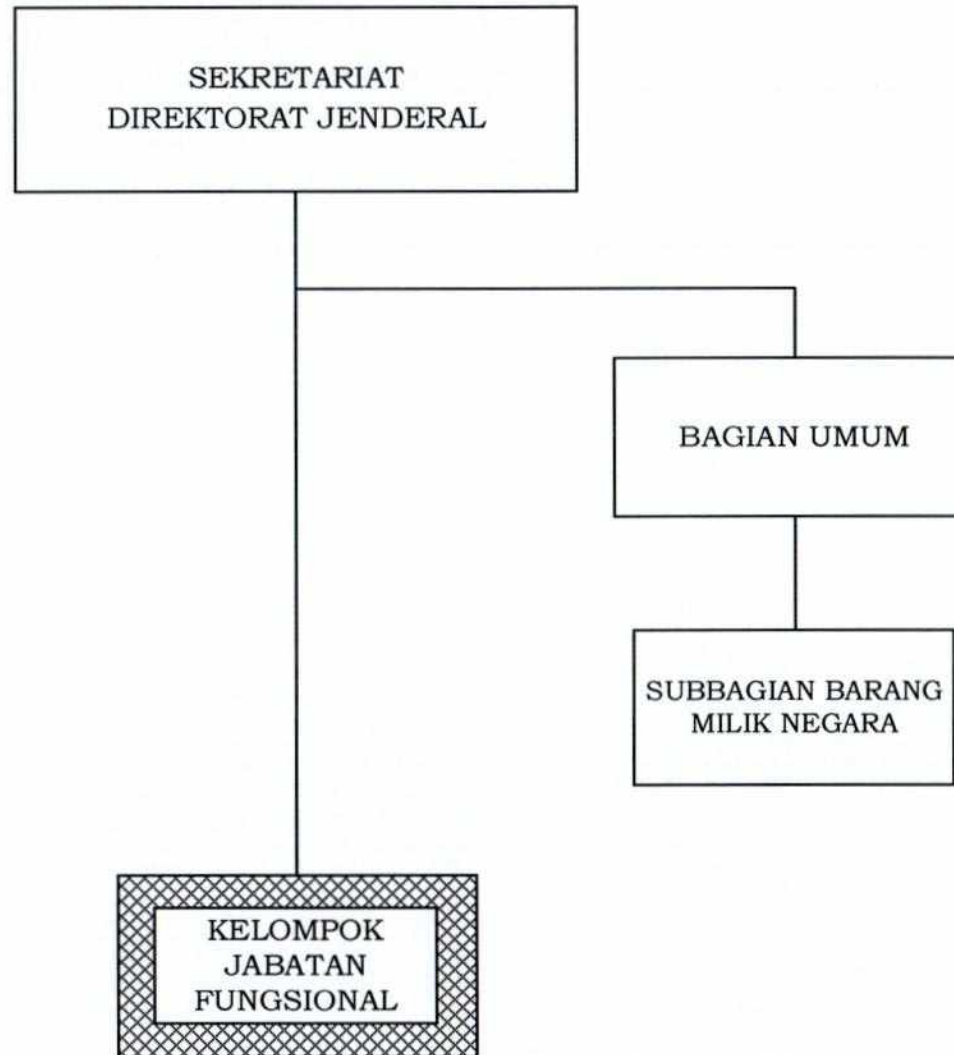 SEKRETARIAT
DIREKTORAT JENDERAL
BAGIAN UMUM
SUBBAGIAN BARANG
MILIK NEGARA
KELOMPOK
JABATAN
FUNGSIONAL